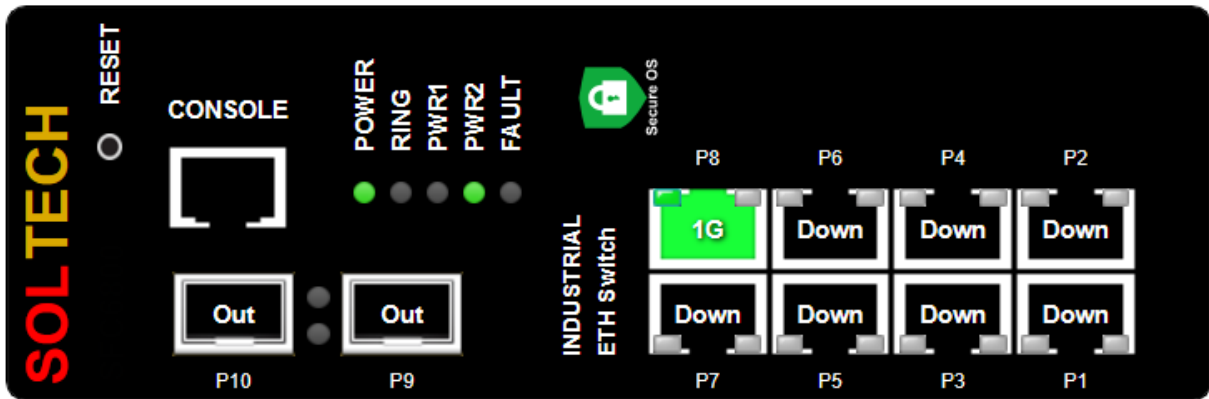 SOLTECH
RESET
CONSOLE
POWER
RING
PWR1
PWR2
FAULT
Secure OS
Out
Out
P10
P9
INDUSTRIAL
ETH Switch
P8 P6 P4 P2
1G Down Down Down
Down Down Down Down
P7 P5 P3 P1